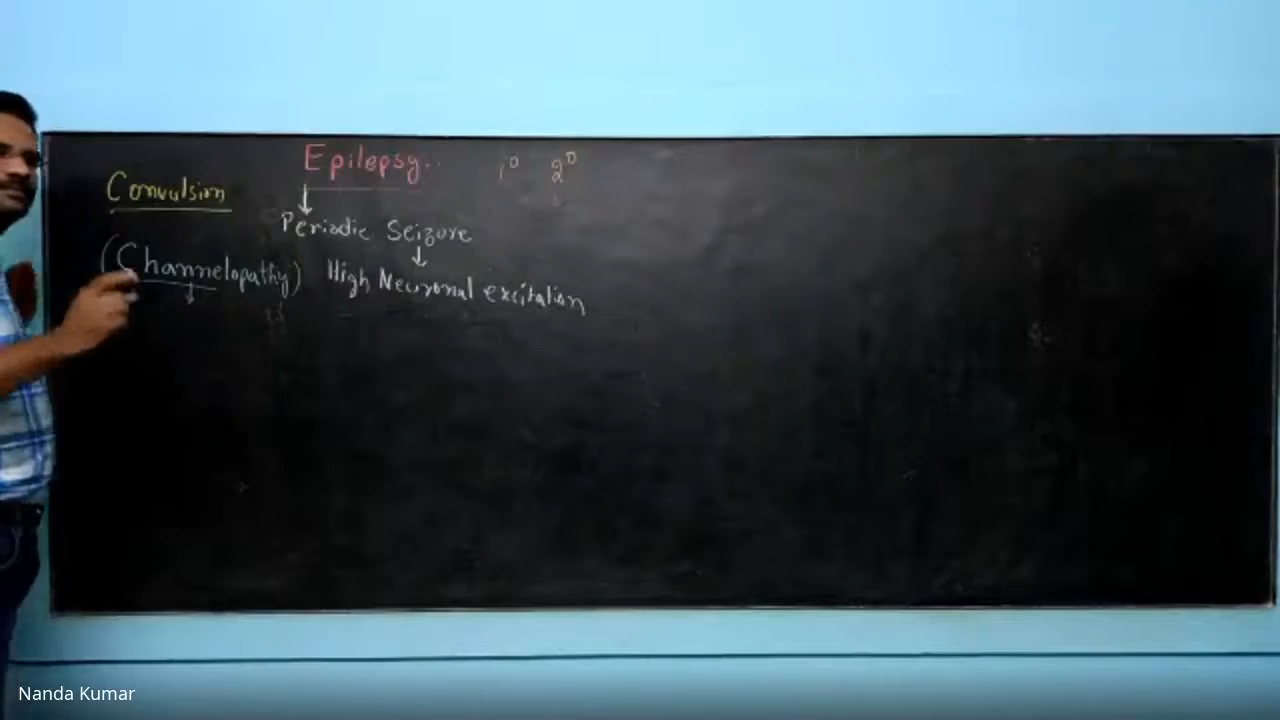 Epilepsy.. 1° 2°
Convulsion
Periodic Seizure
(Channelopathy) High Neuronal excitation
Nanda Kumar